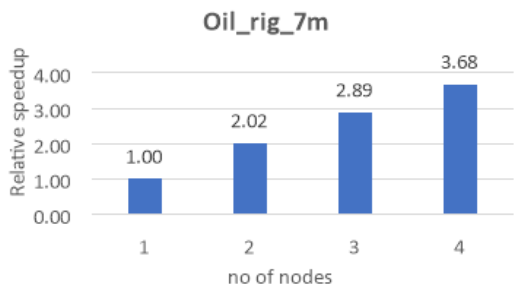 Oil_rig_7m
Relative speedup
4.00
3.00
2.00
1.00
0.00
1.00
2.02
2.89
3.68
1 2 3 4
no of nodes